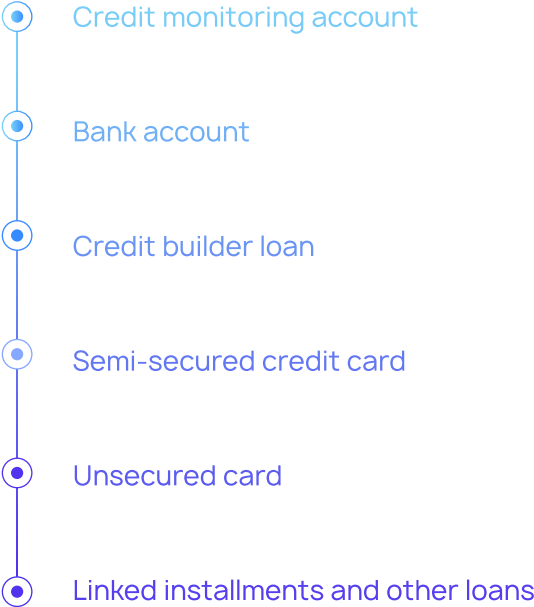 Credit monitoring account
Bank account
Credit builder loan
Semi-secured credit card
Unsecured card
Linked installments and other loans